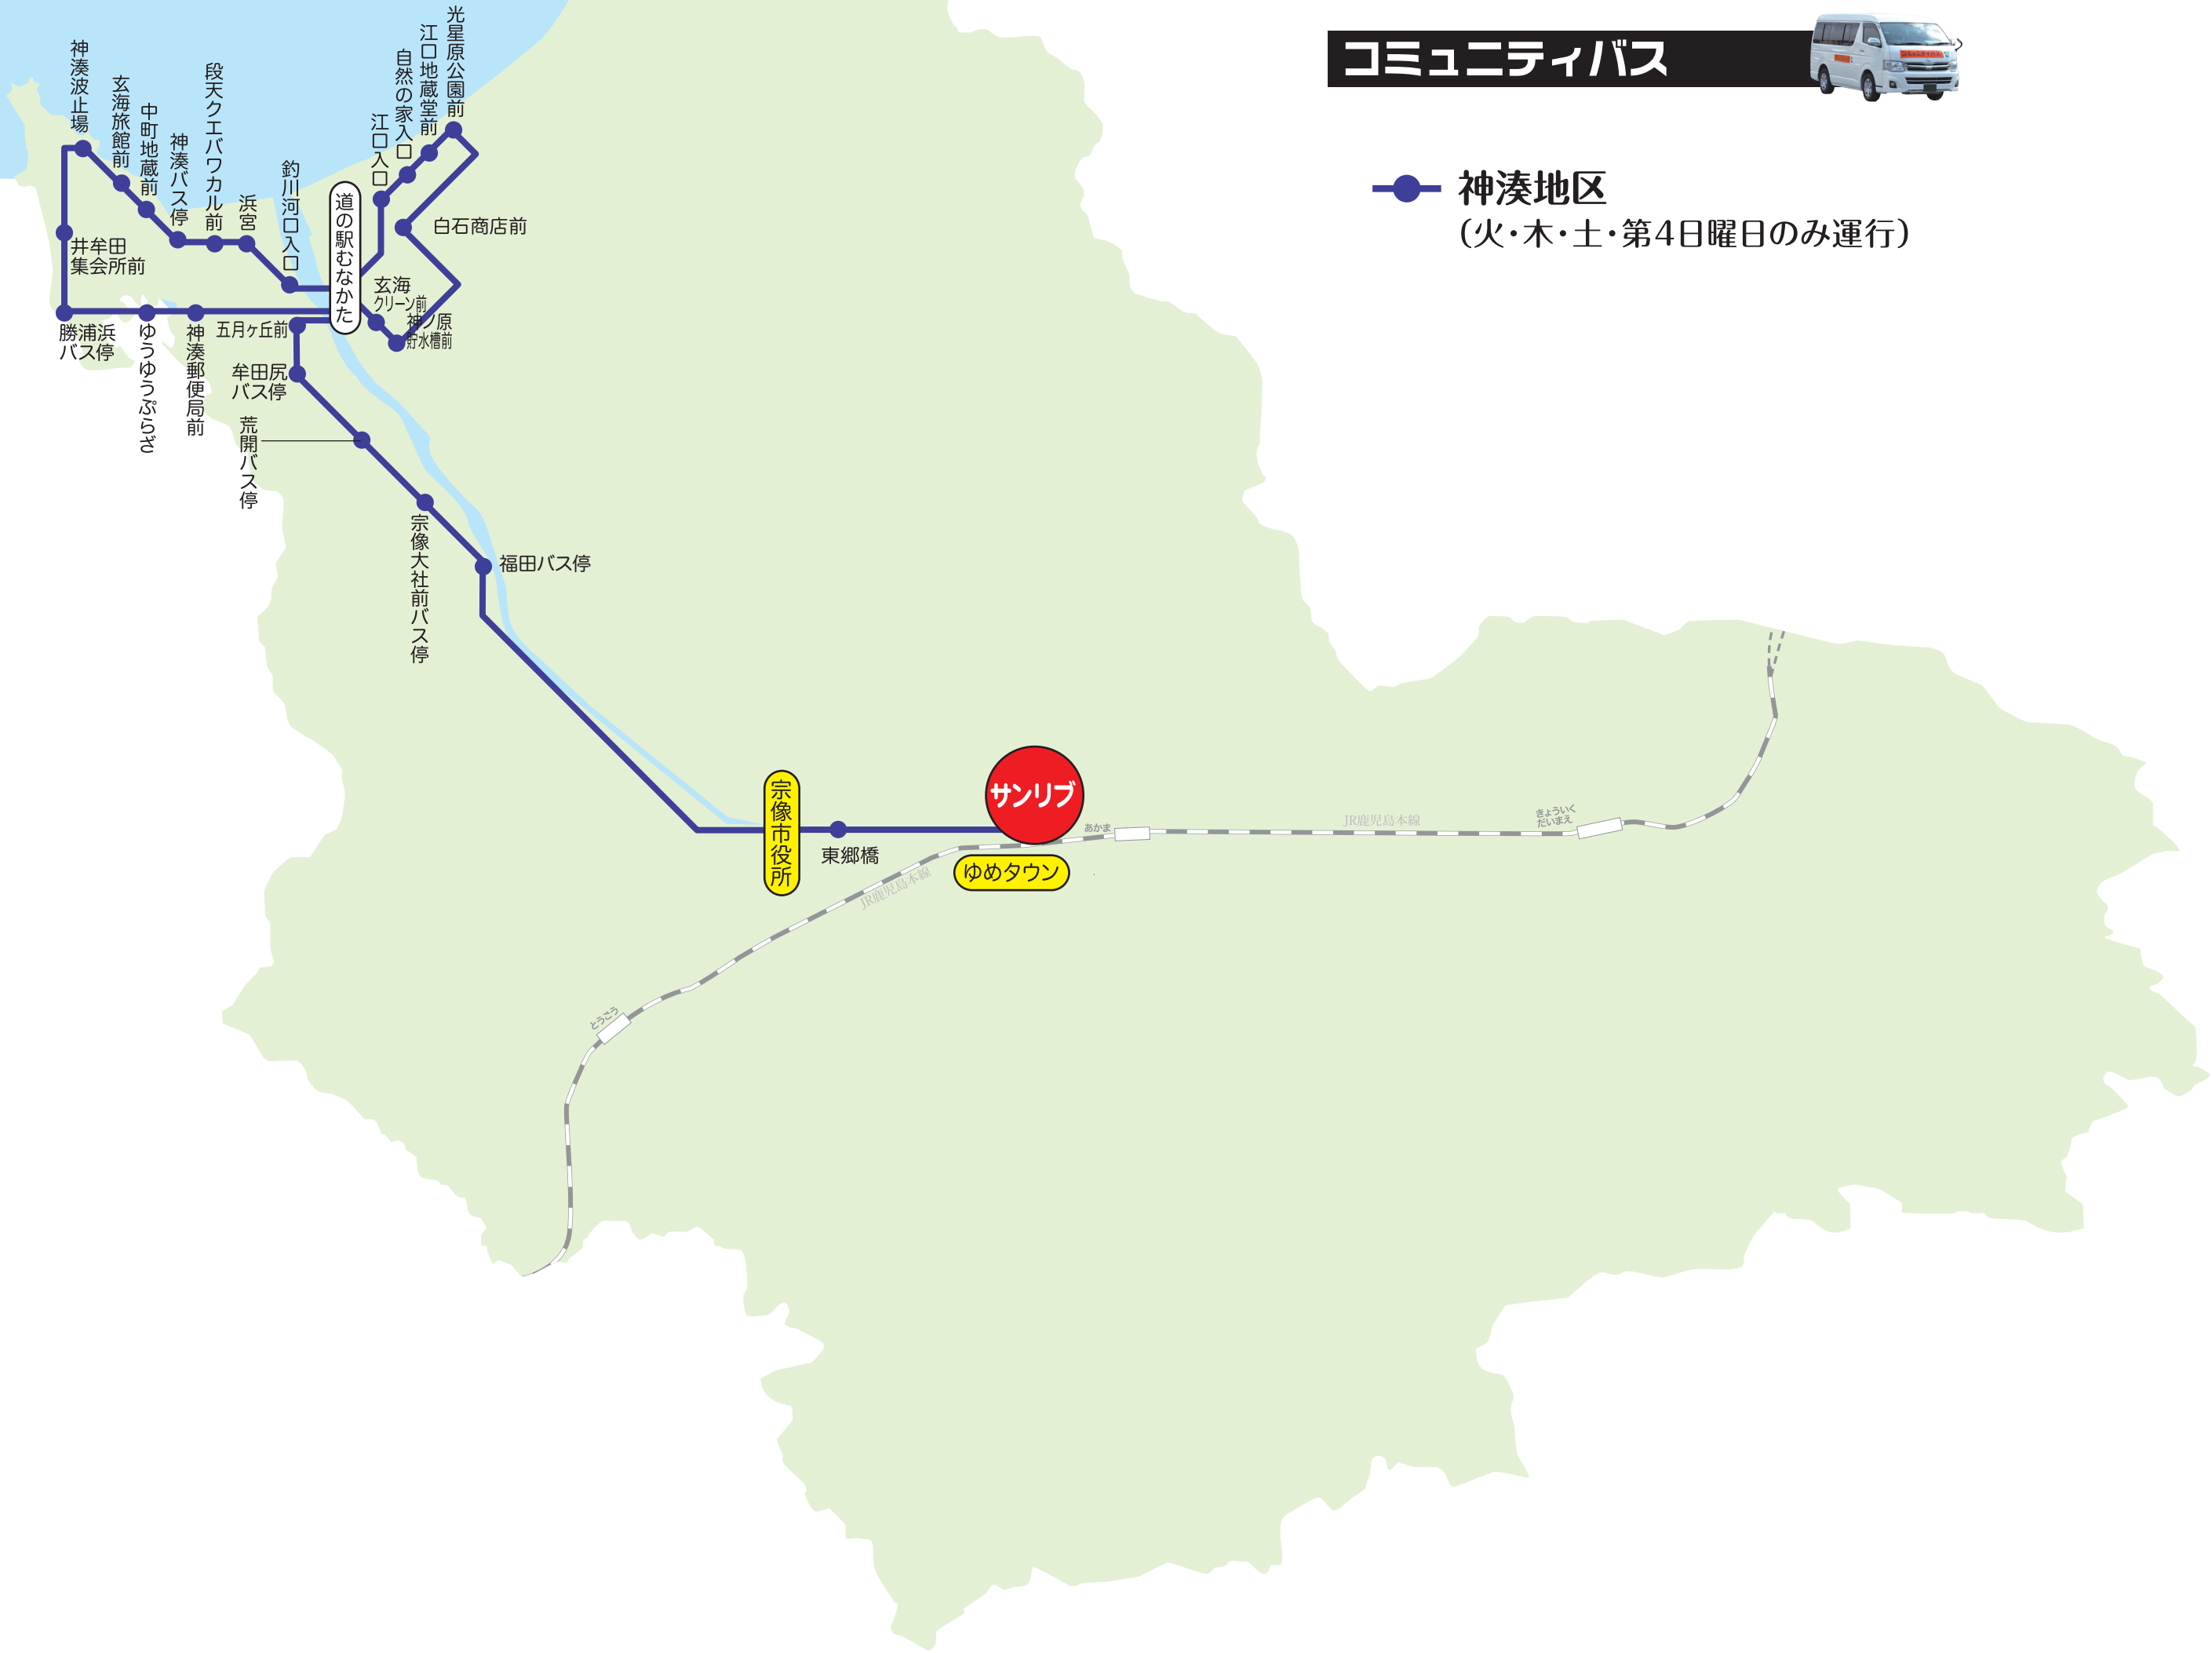 コミュニティバス
神湊地区
（火・木・土・第4日曜日のみ運行）
神湊波止場
玄海旅館前
中町地蔵前
神湊バス停
段天クエバワカル前
浜宮
釣川河口入口
道の駅むなかた
江口入口
自然の家入口
江口地蔵堂前
光星原公園前
白石商店前
玄海
クリーン前
神ノ原
貯水槽前
井牟田
集会所前
勝浦浜
バス停
ゆうゆうぷらざ
神湊郵便局前
五月ヶ丘前
牟田尻
バス停
荒開バス停
宗像大社前バス停
福田バス停
宗像市役所
東郷橋
サンリブ
ゆめタウン
あかま
JR鹿児島本線
きょういく
だいまえ
JR鹿児島本線
とうごう